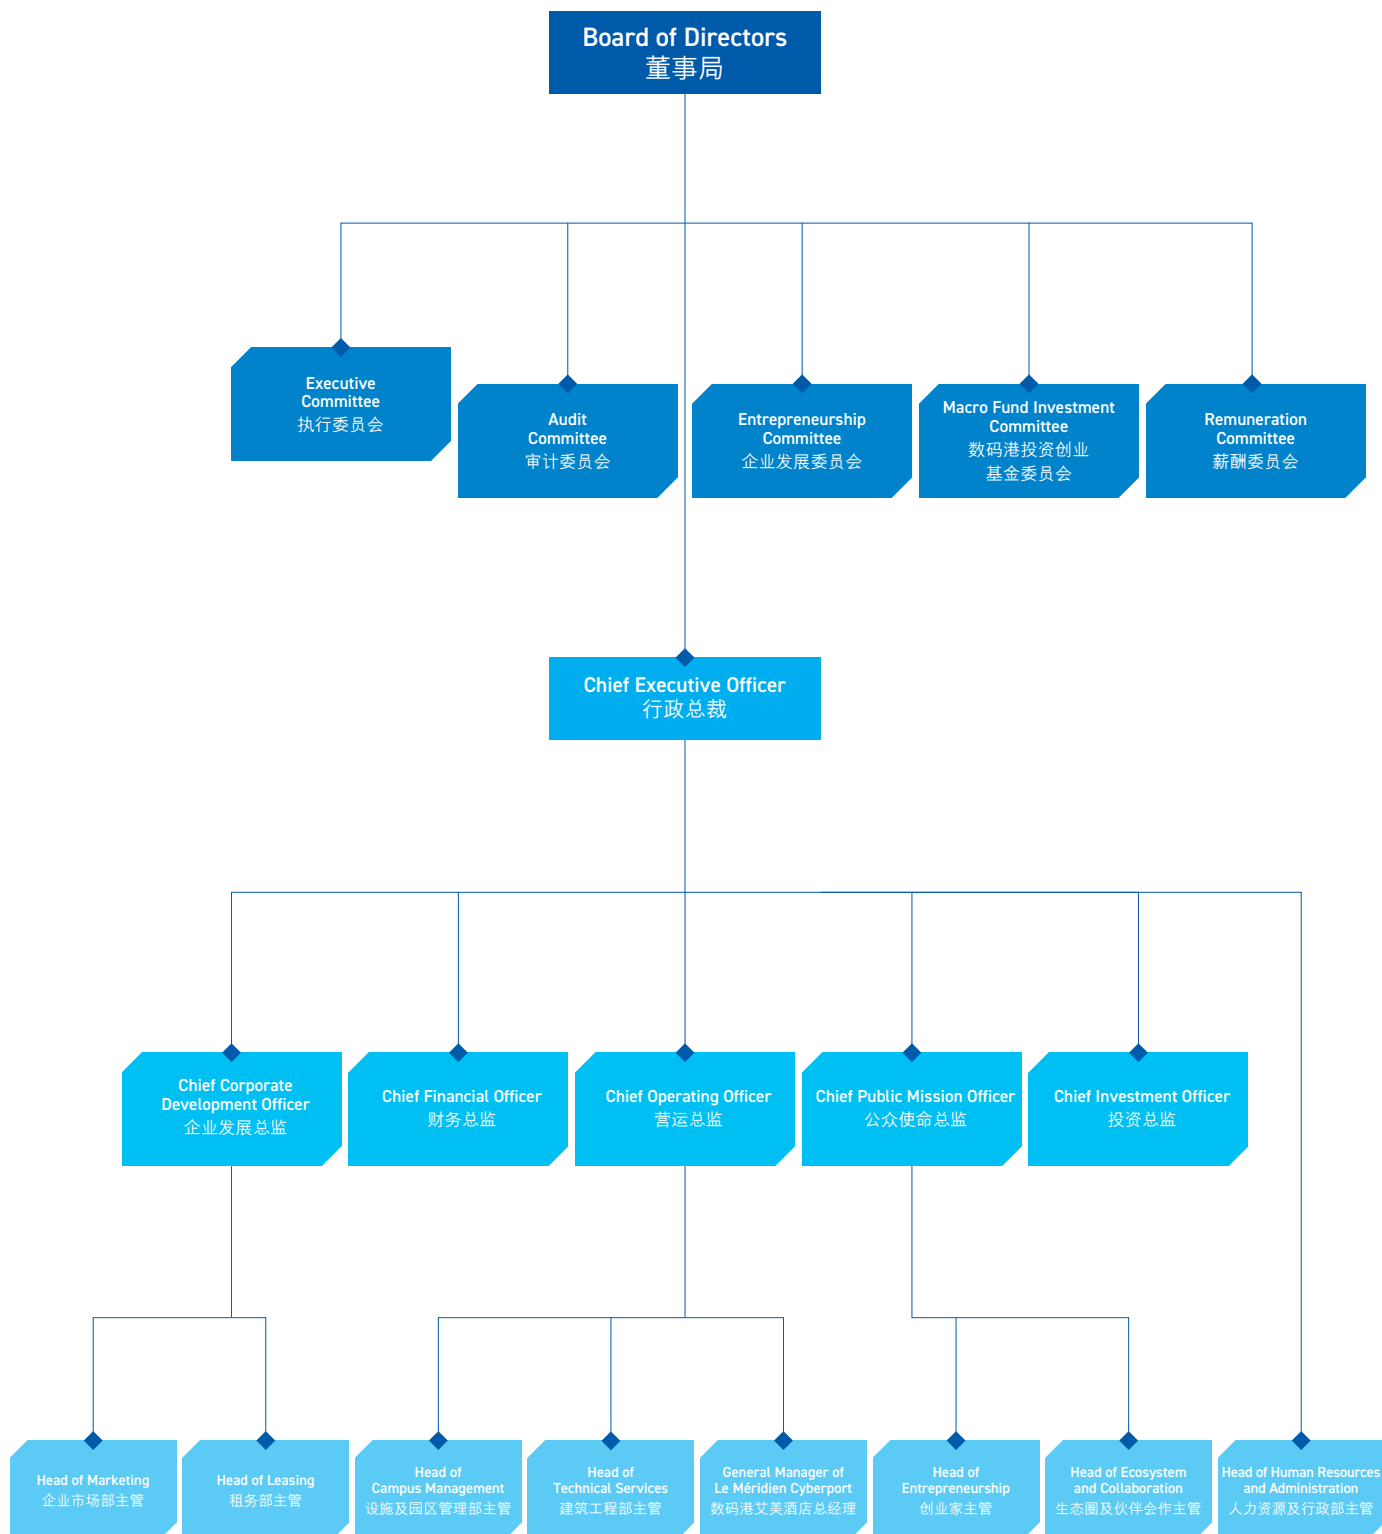 Board of Directors
董事局
Executive
Committee
执行委员会
Audit
Committee
审计委员会
Entrepreneurship
Committee
企业发展委员会
Macro Fund Investment
Committee
数码港投资创业
基金委员会
Remuneration
Committee
薪酬委员会
Chief Executive Officer
行政总裁
Chief Corporate
Development Officer
企业发展总监
Chief Financial Officer
财务总监
Chief Operating Officer
营运总监
Chief Public Mission Officer
公众使命总监
Chief Investment Officer
投资总监
Head of Marketing
企业市场部主管
Head of Leasing
租务部主管
Head of
Campus Management
设施及园区管理部主管
Head of
Technical Services
建筑工程部主管
General Manager of
Le Méridien Cyberport
数码港艾美酒店总经理
Head of
Entrepreneurship
创业家主管
Head of Ecosystem
and Collaboration
生态圈及伙伴合作主管
Head of Human Resources
and Administration
人力资源及行政部主管